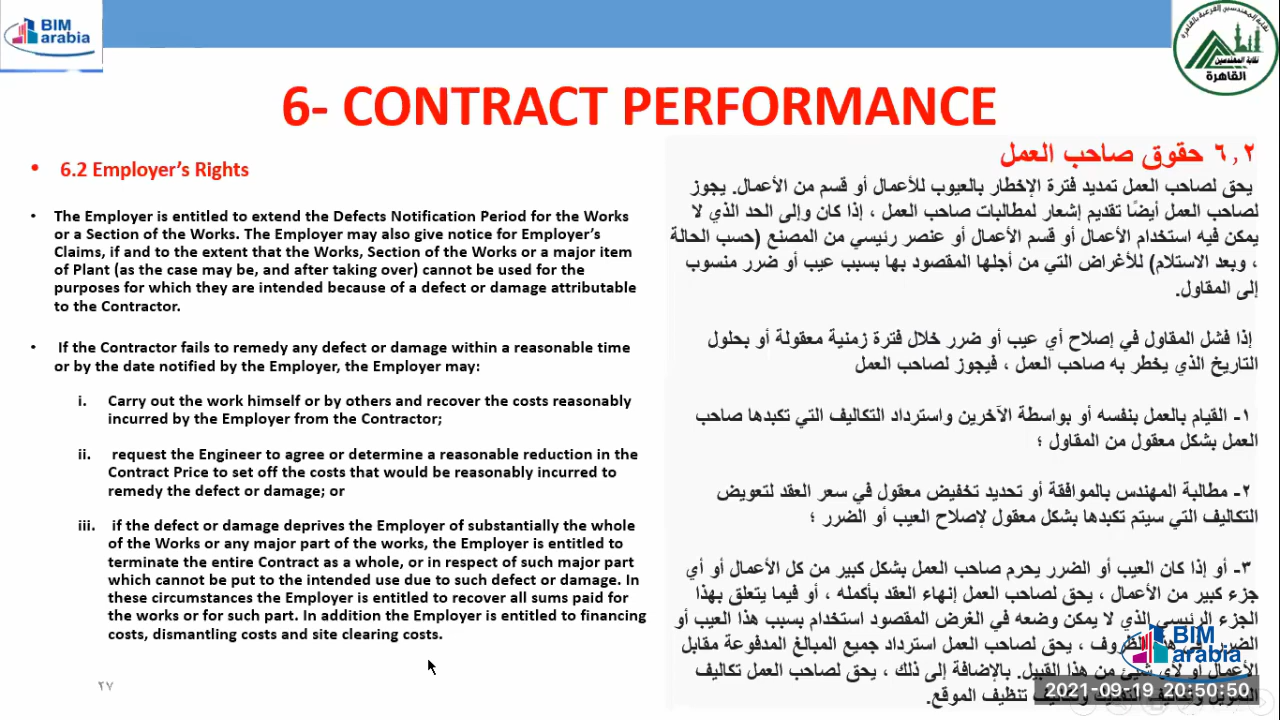 BIM
arabia
نقابة المهندسين الفرعية بالقاهرة
نقابة المهندسين
القاهرة
6- CONTRACT PERFORMANCE
• 6.2 Employer’s Rights
• The Employer is entitled to extend the Defects Notification Period for the Works
or a Section of the Works. The Employer may also give notice for Employer’s
Claims, if and to the extent that the Works, Section of the Works or a major item
of Plant (as the case may be, and after taking over) cannot be used for the
purposes for which they are intended because of a defect or damage attributable
to the Contractor.
• If the Contractor fails to remedy any defect or damage within a reasonable time
or by the date notified by the Employer, the Employer may:
i. Carry out the work himself or by others and recover the costs reasonably
incurred by the Employer from the Contractor;
ii. request the Engineer to agree or determine a reasonable reduction in the
Contract Price to set off the costs that would be reasonably incurred to
remedy the defect or damage; or
iii. if the defect or damage deprives the Employer of substantially the whole
of the Works or any major part of the works, the Employer is entitled to
terminate the entire Contract as a whole, or in respect of such major part
which cannot be put to the intended use due to such defect or damage. In
these circumstances the Employer is entitled to recover all sums paid for
the works or for such part. In addition the Employer is entitled to financing
costs, dismantling costs and site clearing costs.
٦,٢ حقوق صاحب العمل
يحق لصاحب العمل تمديد فترة الإخطار بالعيوب للأعمال أو قسم من الأعمال. يجوز
لصاحب العمل أيضًا تقديم إشعار لمطالبات صاحب العمل ، إذا كان وإلى الحد الذي لا
يمكن فيه استخدام الأعمال أو قسم الأعمال أو عنصر رئيسي من المصنع (حسب الحالة
، وبعد الاستلام) للأغراض التي من أجلها المقصود بها بسبب عيب أو ضرر منسوب
إلى المقاول.
إذا فشل المقاول في إصلاح أي عيب أو ضرر خلال فترة زمنية معقولة أو بحلول
التاريخ الذي يخطر به صاحب العمل ، فيجوز لصاحب العمل
١- القيام بالعمل بنفسه أو بواسطة الآخرين واسترداد التكاليف التي تكبدها صاحب
العمل بشكل معقول من المقاول ؛
٢- مطالبة المهندس بالموافقة أو تحديد تخفيض معقول في سعر العقد لتعويض
التكاليف التي سيتم تكبدها بشكل معقول لإصلاح العيب أو الضرر ؛
٣- أو إذا كان العيب أو الضرر يحرم صاحب العمل بشكل كبير من كل الأعمال أو أي
جزء كبير من الأعمال ، يحق لصاحب العمل إنهاء العقد بأكمله ، أو فيما يتعلق بهذا
الجزء الرئيسي الذي لا يمكن وضعه في الغرض المقصود استخدام بسبب هذا العيب أو
الضرر. في هذه الظروف ، يحق لصاحب العمل استرداد جميع المبالغ المدفوعة مقابل
الأعمال أو لأي من هذا القبيل. بالإضافة إلى ذلك ، يحق لصاحب العمل تكاليف
تنظيف الموقع.
BIM
arabia
2021-09-19 20:50:50
٢٧